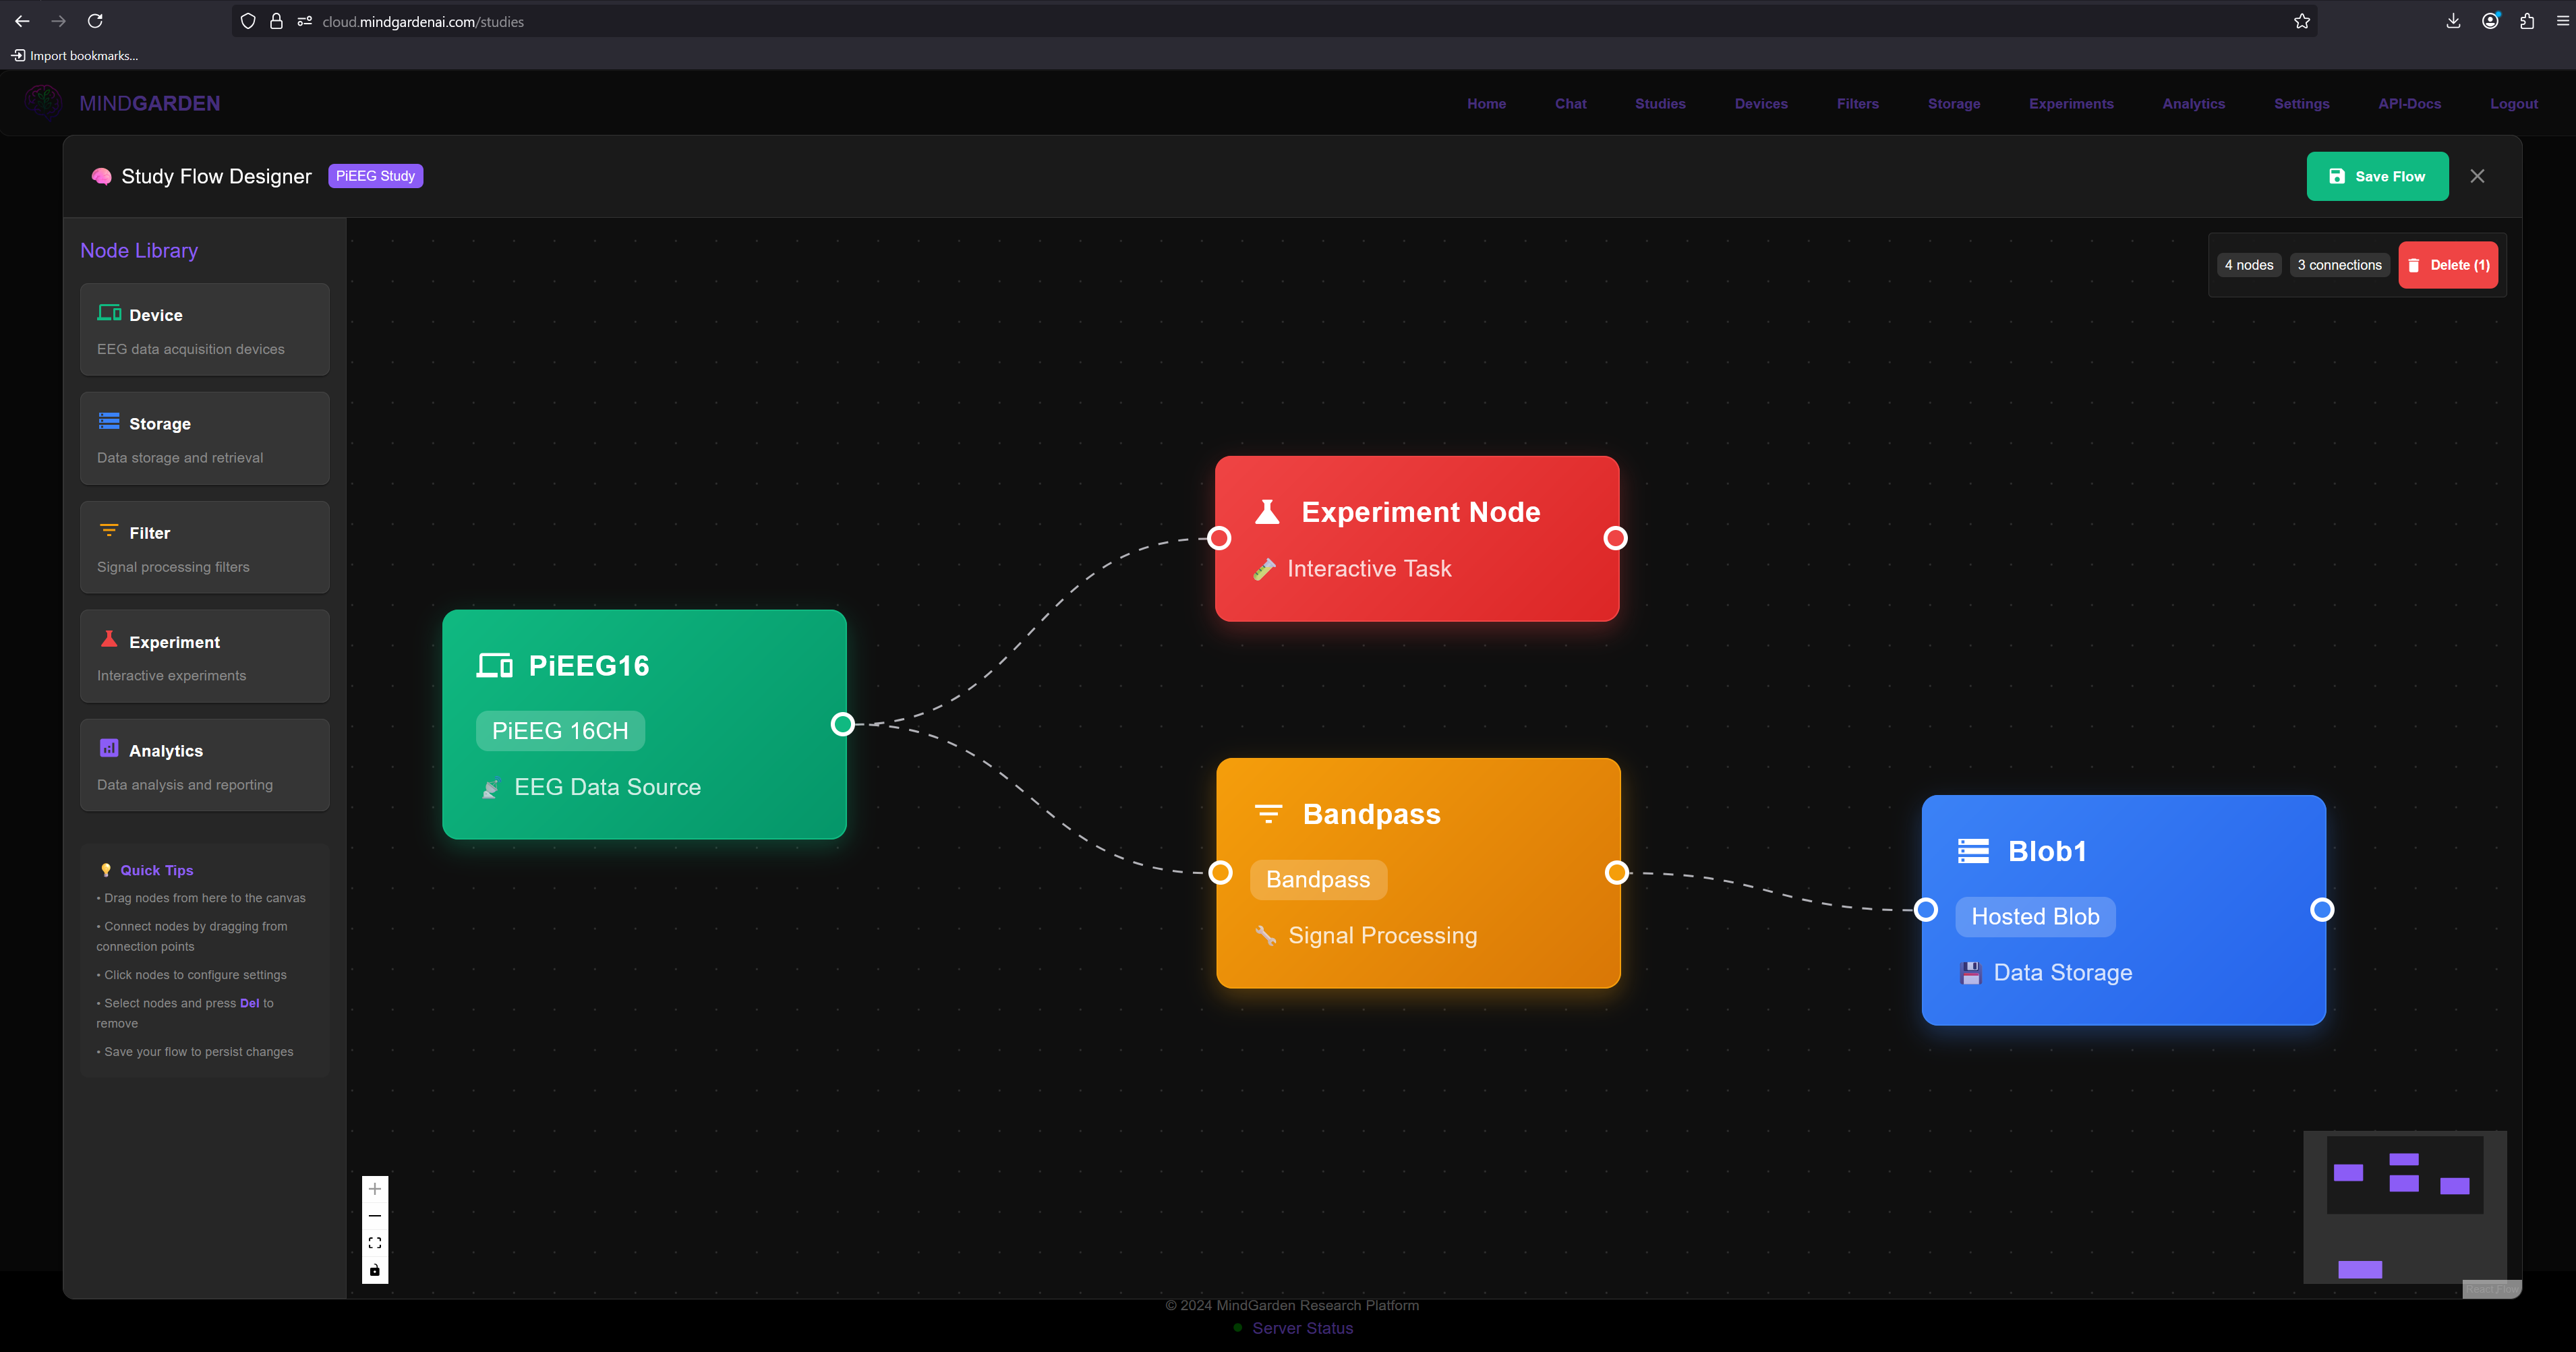 cloud.mindgardenai.com/studies
Import bookmarks...
MINDGARDEN
Home
Chat
Studies
Devices
Filters
Storage
Experiments
Analytics
Settings
API-Docs
Logout
Study Flow Designer
PiEEG Study
Save Flow
Node Library
Device
EEG data acquisition devices
Storage
Data storage and retrieval
Filter
Signal processing filters
Experiment
Interactive experiments
Analytics
Data analysis and reporting
Quick Tips
• Drag nodes from here to the canvas
• Connect nodes by dragging from
connection points
• Click nodes to configure settings
• Select nodes and press Del to
remove
• Save your flow to persist changes
4 nodes
3 connections
Delete (1)
Experiment Node
Interactive Task
PiEEG16
PiEEG 16CH
EEG Data Source
Bandpass
Bandpass
Signal Processing
Blob1
Hosted Blob
Data Storage
React Flow
© 2024 MindGarden Research Platform
Server Status